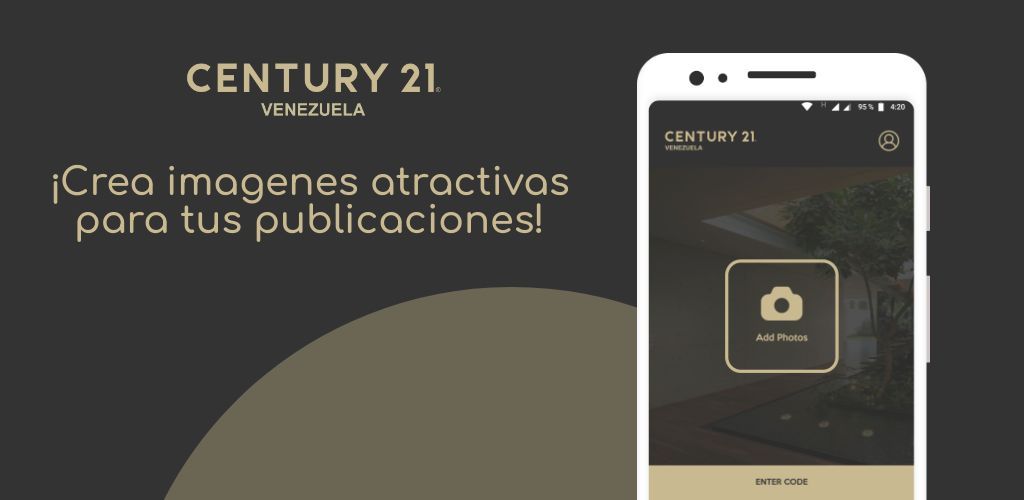 CENTURY 21®
VENEZUELA
¡Crea imagenes atractivas
para tus publicaciones!
H 95 % 4:20
CENTURY 21
VENEZUELA
Add Photos
ENTER CODE